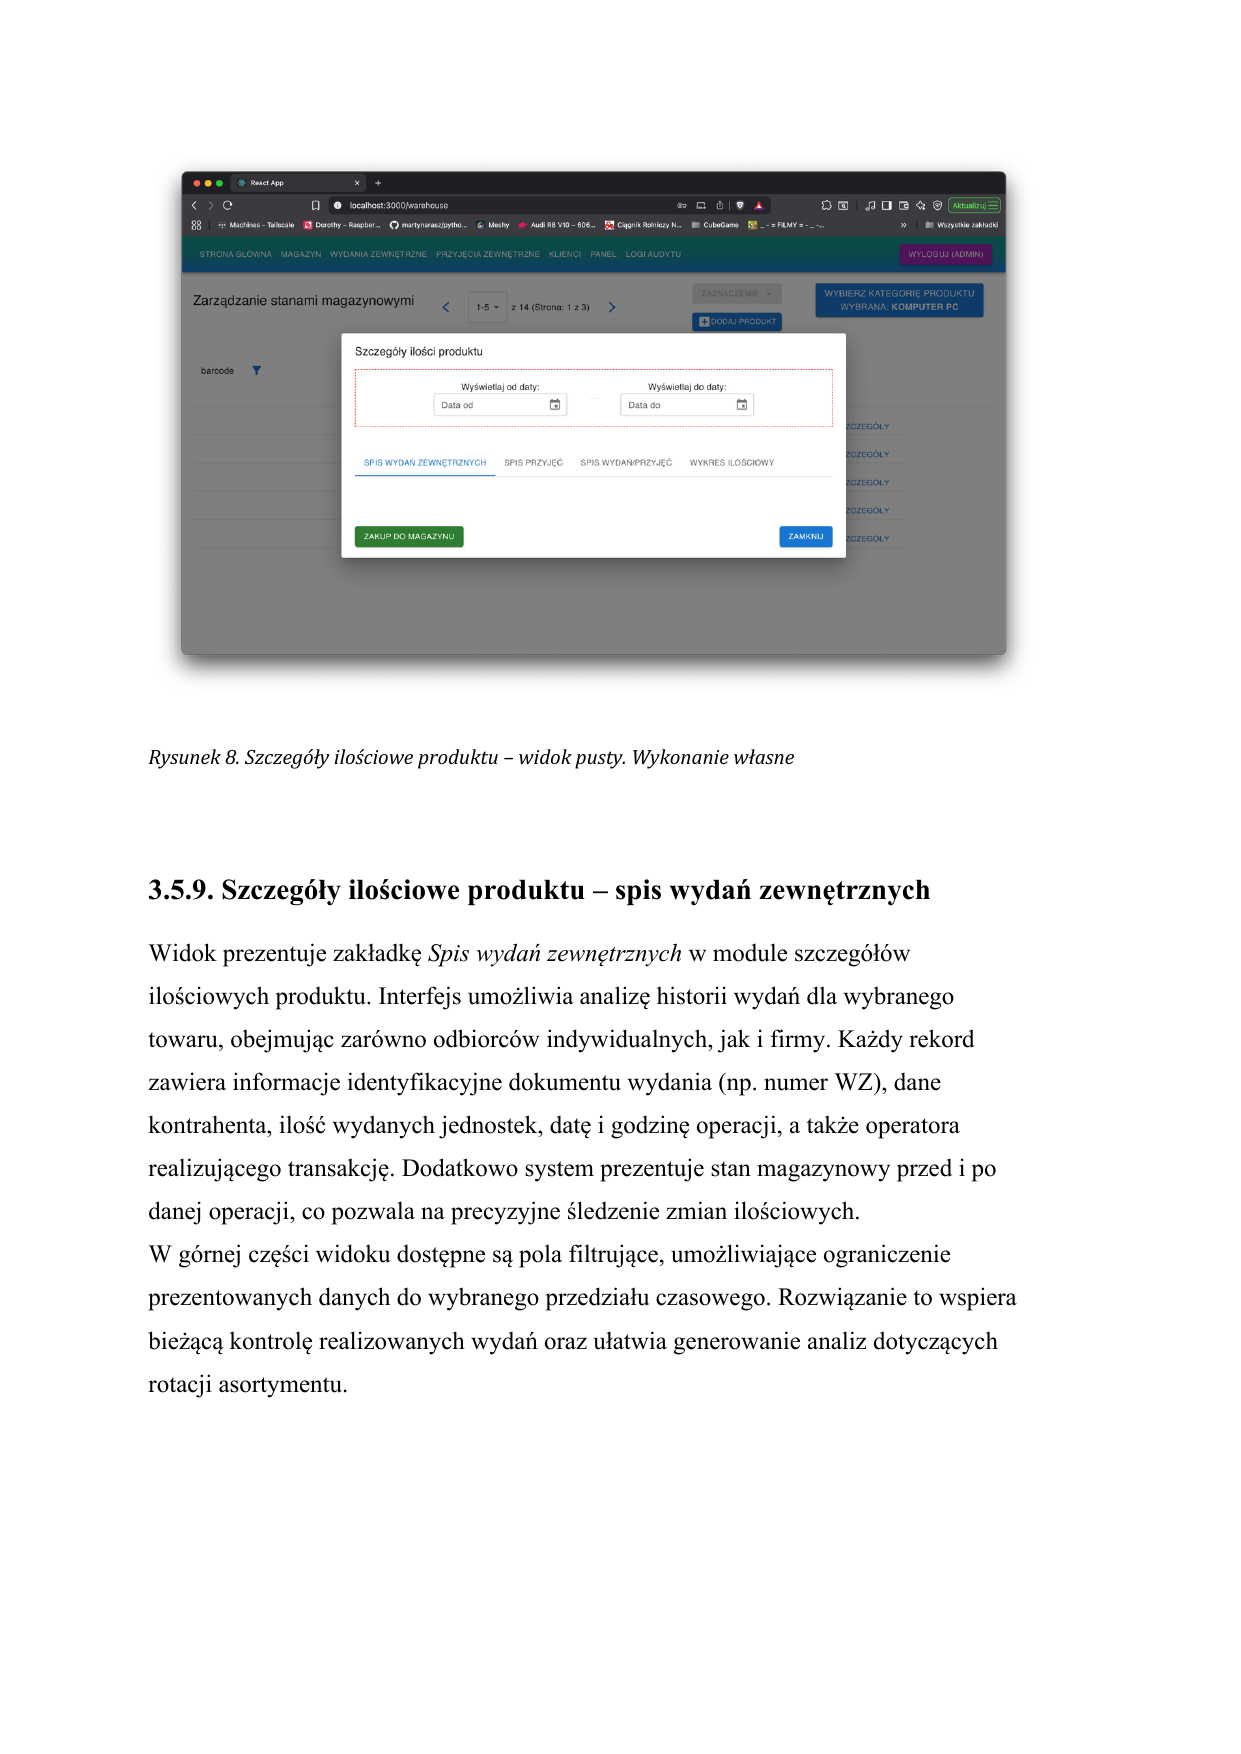 React App
localhost:3000/warehouse
Aktualizuj
Machines – Tailscale
Dorothy – Raspber...
martynarasz/pytho...
Meshy
Audi R8 V10 – 606...
Ciągnik Rolniczy N...
CubeGame
_ - = FILMY = - _ -...
Wszystkie zakładki
STRONA GŁÓWNA MAGAZYN WYDANIA ZEWNĘTRZNE PRZYJĘCIA ZEWNĘTRZNE KLIENCI PANEL LOGI AUDYTU
WYLOGUJ (ADMIN)
Zarządzanie stanami magazynowymi
1-5
z 14 (Strona: 1 z 3)
ZAZNACZENIE
DODAJ PRODUKT
WYBIERZ KATEGORIĘ PRODUKTU
WYBRANA: KOMPUTER PC
barcode
Szczegóły ilości produktu
Wyświetlaj od daty:
Data od
Wyświetlaj do daty:
Data do
SPIS WYDAŃ ZEWNĘTRZNYCH SPIS PRZYJĘĆ SPIS WYDAŃ/PRZYJĘĆ WYKRES ILOŚCIOWY
ZAKUP DO MAGAZYNU
ZAMKNIJ
ZCZEGÓŁY
ZCZEGÓŁY
ZCZEGÓŁY
ZCZEGÓŁY
ZCZEGÓŁY
Rysunek 8. Szczegóły ilościowe produktu – widok pusty. Wykonanie własne
3.5.9. Szczegóły ilościowe produktu – spis wydań zewnętrznych
Widok prezentuje zakładkę Spis wydań zewnętrznych w module szczegółów
ilościowych produktu. Interfejs umożliwia analizę historii wydań dla wybranego
towaru, obejmując zarówno odbiorców indywidualnych, jak i firmy. Każdy rekord
zawiera informacje identyfikacyjne dokumentu wydania (np. numer WZ), dane
kontrahenta, ilość wydanych jednostek, datę i godzinę operacji, a także operatora
realizującego transakcję. Dodatkowo system prezentuje stan magazynowy przed i po
danej operacji, co pozwala na precyzyjne śledzenie zmian ilościowych.
W górnej części widoku dostępne są pola filtrujące, umożliwiające ograniczenie
prezentowanych danych do wybranego przedziału czasowego. Rozwiązanie to wspiera
bieżącą kontrolę realizowanych wydań oraz ułatwia generowanie analiz dotyczących
rotacji asortymentu.